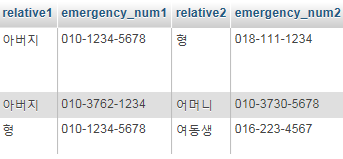 relative1 emergency_num1 relative2 emergency_num2
아버지 010-1234-5678 형 018-111-1234
아버지 010-3762-1234 어머니 010-3730-5678
형 010-1234-5678 여동생 016-223-4567